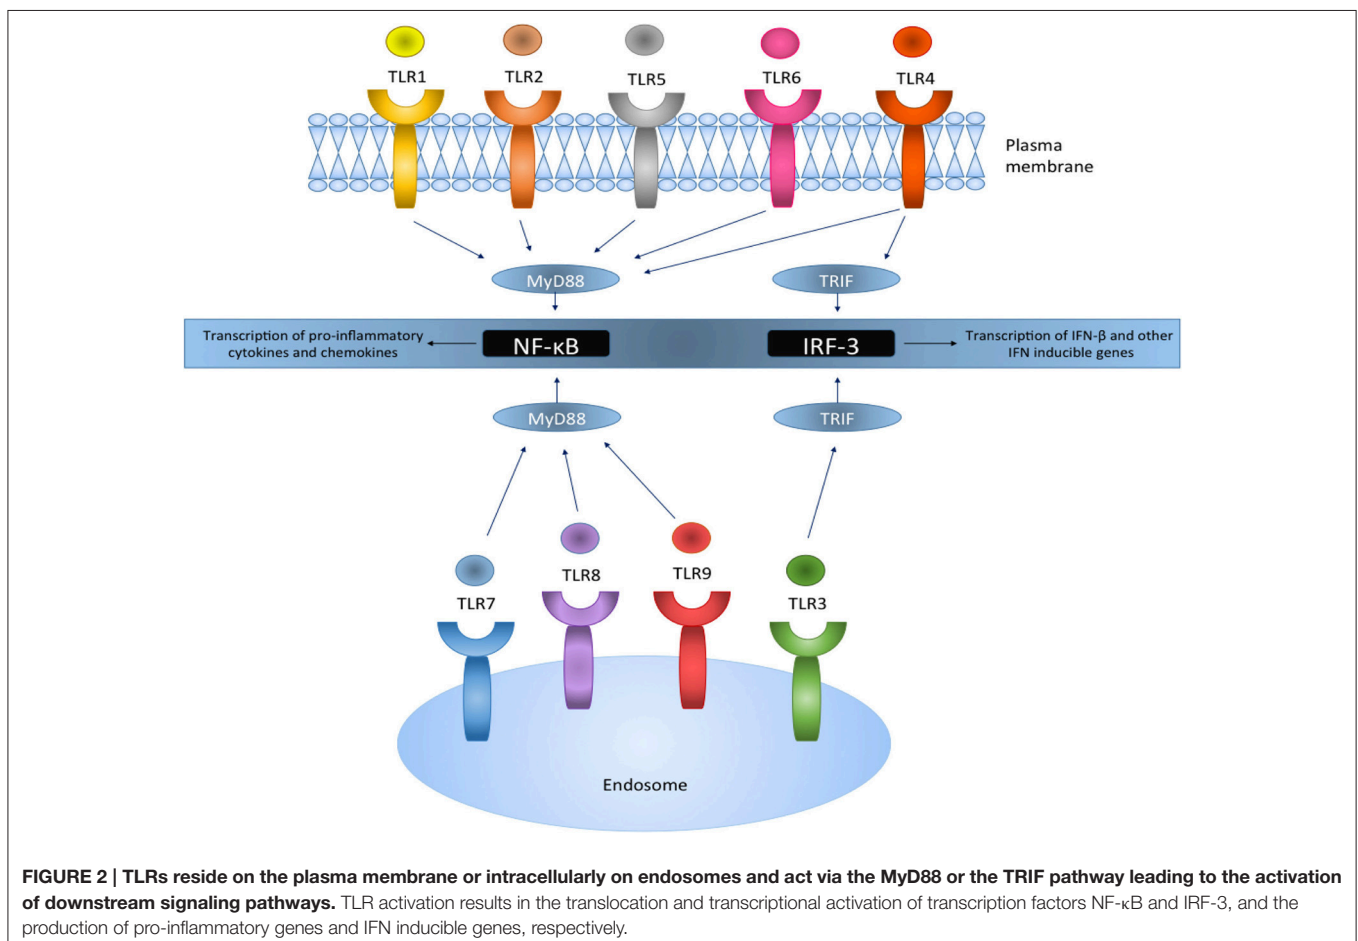 TLR1
TLR2
TLR5
TLR6
TLR4
Plasma
membrane
MyD88
TRIF
Transcription of pro-inflammatory
cytokines and chemokines
NF-κB
IRF-3
Transcription of IFN-β and other
IFN inducible genes
MyD88
TRIF
TLR7
TLR8
TLR9
TLR3
Endosome
FIGURE 2 | TLRs reside on the plasma membrane or intracellularly on endosomes and act via the MyD88 or the TRIF pathway leading to the activation
of downstream signaling pathways. TLR activation results in the translocation and transcriptional activation of transcription factors NF-κB and IRF-3, and the
production of pro-inflammatory genes and IFN inducible genes, respectively.